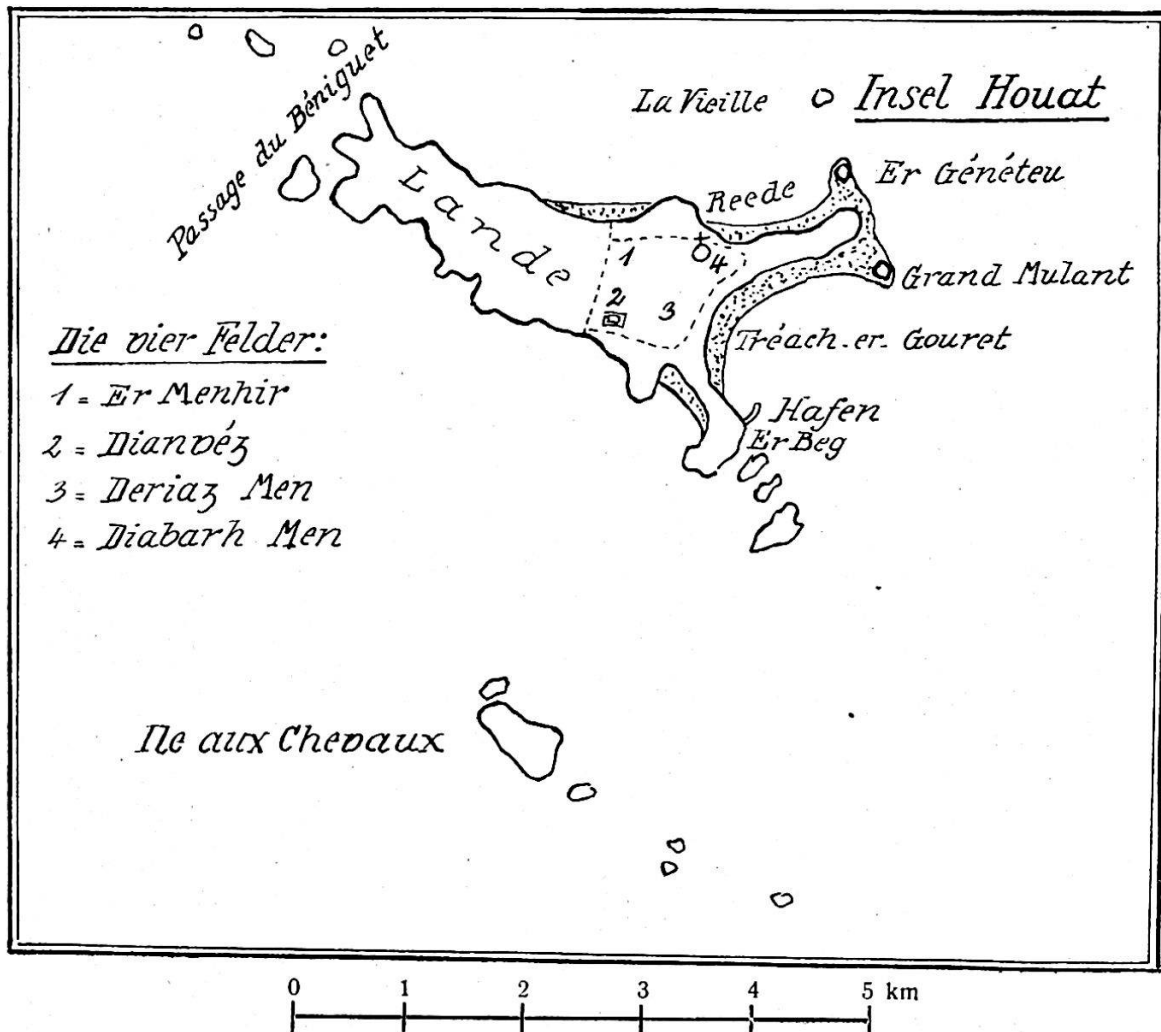 Passage du Béniguet
La Vieille
Insel Houat
Lande
Reede
Er Généteu
1
4
2
3
Grand Mulant
Tréach-er-Gouret
Hafen
Er Beg
Die vier Felder:
1 = Er Menhir
2 = Dianvéz
3 = Deriaz Men
4 = Diabarh Men
Ile aux Chevaux
0 1 2 3 4 5 km